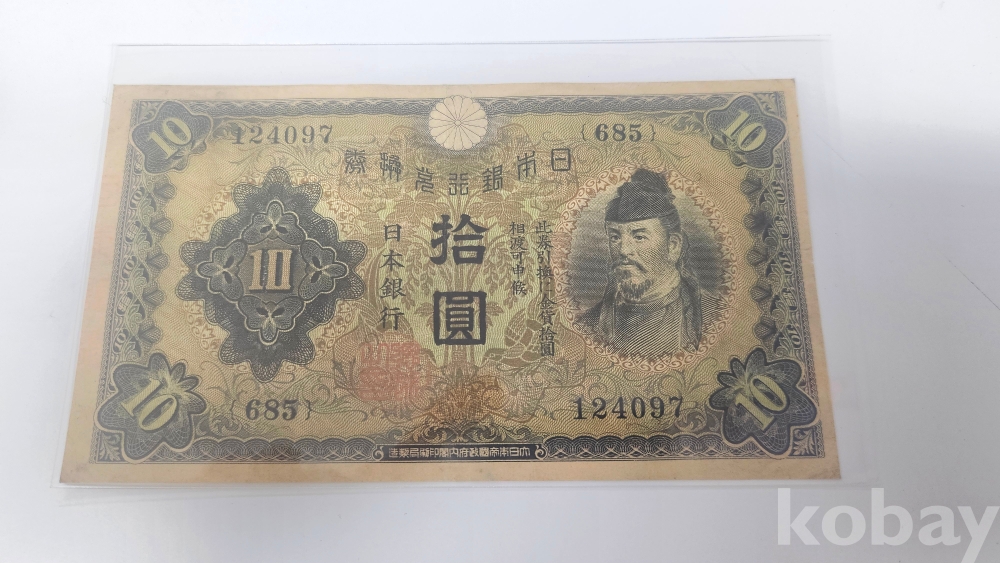 10
124097
{685}
10
日本銀行兌換券
拾圓
日本銀行
此券引換ニ金貨拾圓
相渡可申候
10
10
{685}
124097
10
大日本帝國政府内閣印刷局製造
kobay